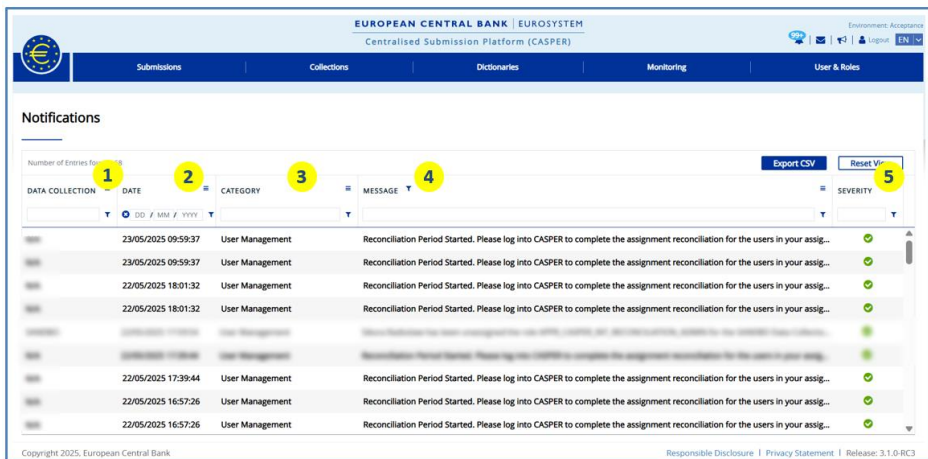 EUROPEAN CENTRAL BANK | EUROSYSTEM
Environment: Acceptance
Centralised Submission Platform (CASPER)
99+ | | | Logout EN
Submissions Collections Dictionaries Monitoring User & Roles
Notifications
Number of Entries
Export CSV Reset
1 2 3 4 5
DATA COLLECTION DATE CATEGORY MESSAGE SEVERITY
DD / MM / YYYY
23/05/2025 09:59:37 User Management Reconciliation Period Started. Please log into CASPER to complete the assignment reconciliation for the users in your assig...
23/05/2025 09:59:37 User Management Reconciliation Period Started. Please log into CASPER to complete the assignment reconciliation for the users in your assig...
22/05/2025 18:01:32 User Management Reconciliation Period Started. Please log into CASPER to complete the assignment reconciliation for the users in your assig...
22/05/2025 18:01:32 User Management Reconciliation Period Started. Please log into CASPER to complete the assignment reconciliation for the users in your assig...
22/05/2025 17:39:44 User Management Reconciliation Period Started. Please log into CASPER to complete the assignment reconciliation for the users in your assig...
22/05/2025 16:57:26 User Management Reconciliation Period Started. Please log into CASPER to complete the assignment reconciliation for the users in your assig...
22/05/2025 16:57:26 User Management Reconciliation Period Started. Please log into CASPER to complete the assignment reconciliation for the users in your assig...
Copyright 2025, European Central Bank Responsible Disclosure | Privacy Statement | Release: 3.1.0-RC3